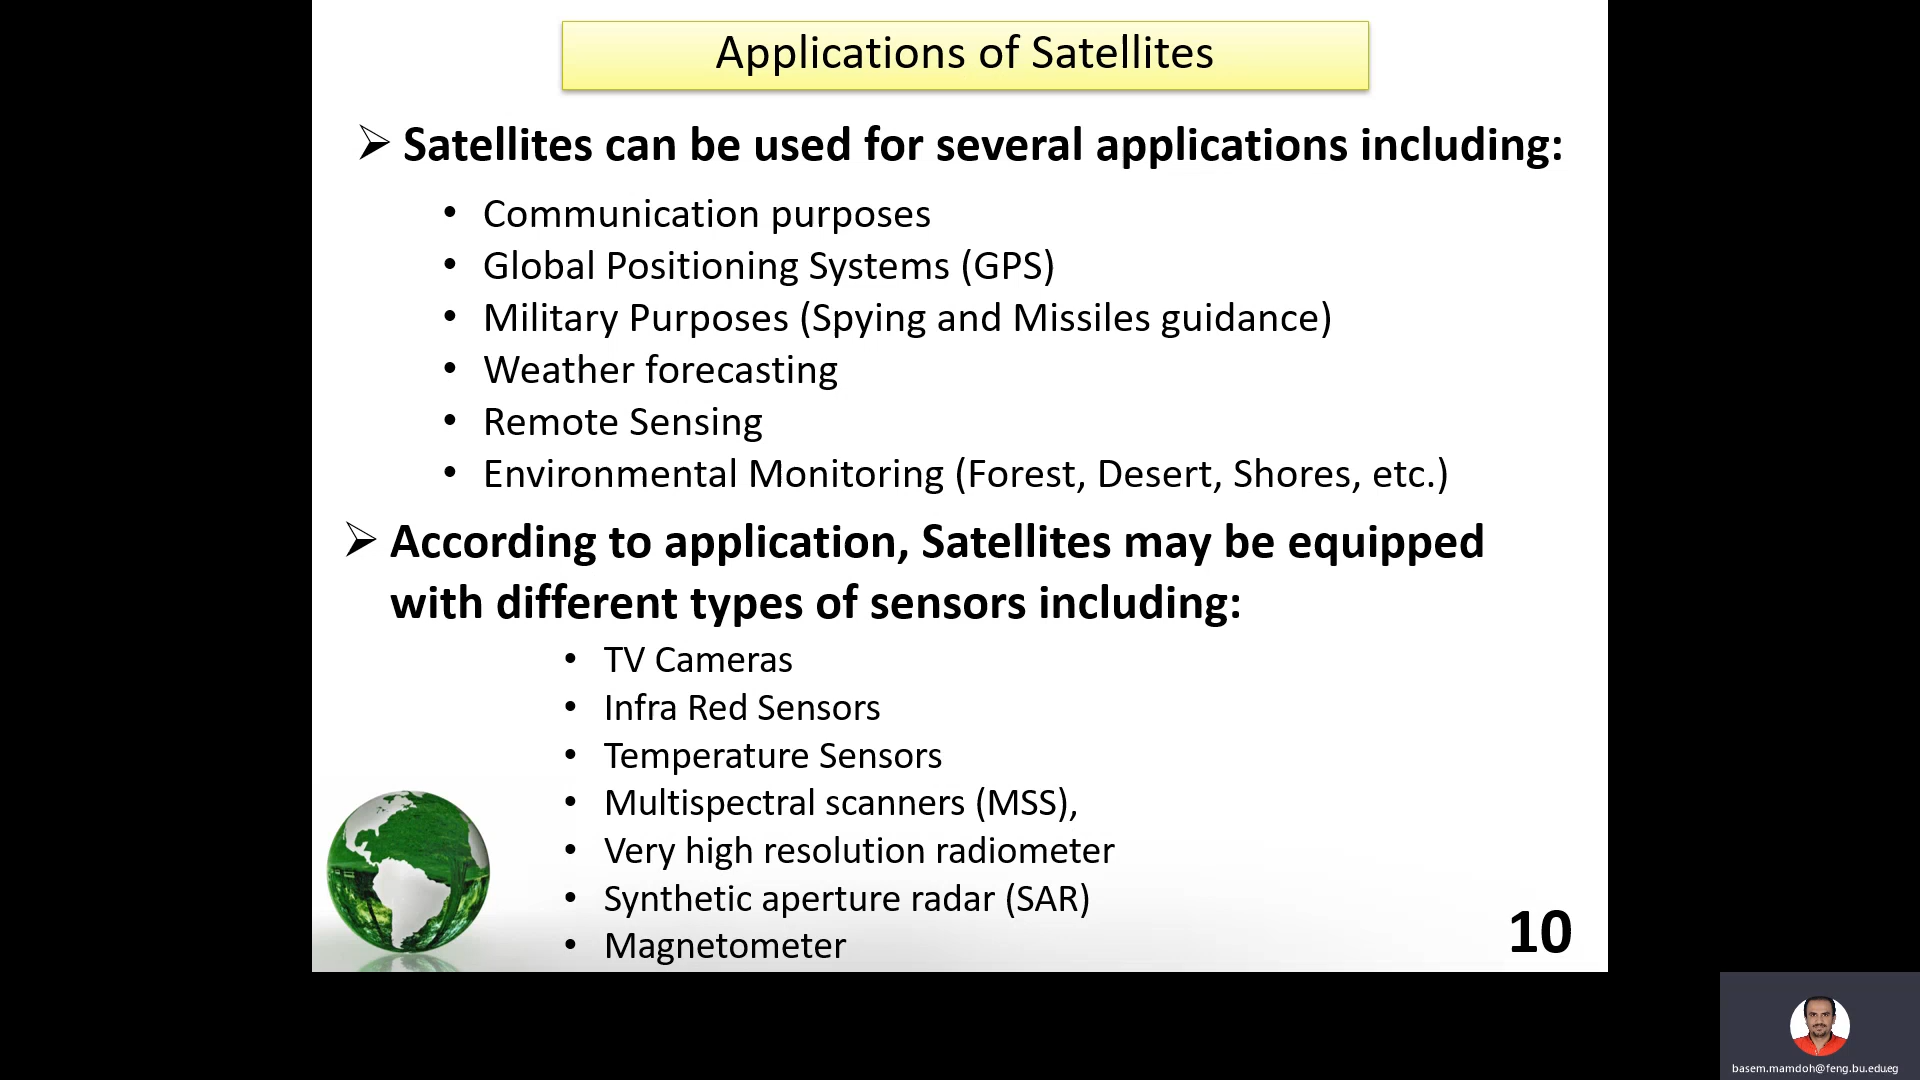 Applications of Satellites
➢ Satellites can be used for several applications including:
• Communication purposes
• Global Positioning Systems (GPS)
• Military Purposes (Spying and Missiles guidance)
• Weather forecasting
• Remote Sensing
• Environmental Monitoring (Forest, Desert, Shores, etc.)
➢ According to application, Satellites may be equipped
with different types of sensors including:
• TV Cameras
• Infra Red Sensors
• Temperature Sensors
• Multispectral scanners (MSS),
• Very high resolution radiometer
• Synthetic aperture radar (SAR)
• Magnetometer
10
basem.mamdoh@feng.bu.edu.eg